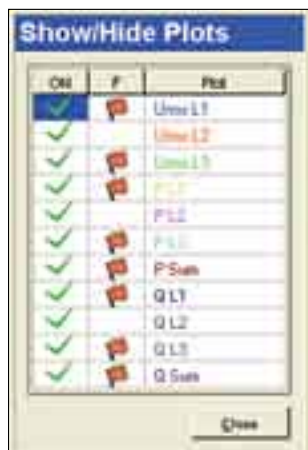 Show/Hide Plots
ON F Plot
Urms L1
Urms L2
Urms L3
P L1
P L2
P L3
P Sum
Q L1
Q L2
Q L3
Q Sum
Close